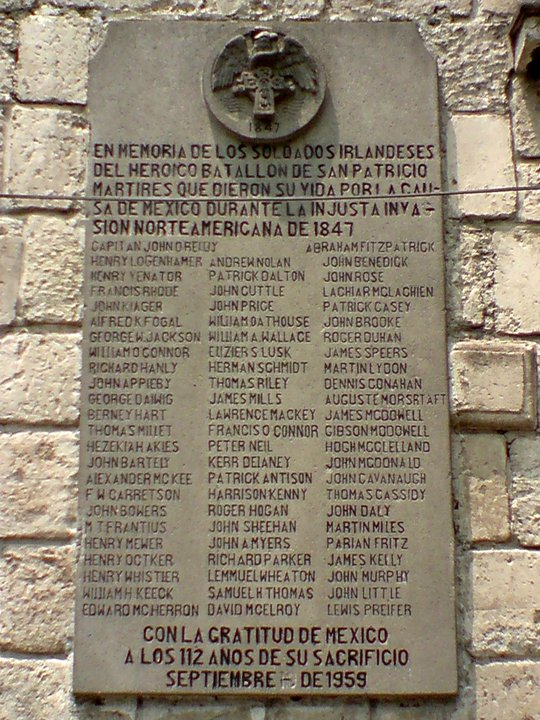 1847
EN MEMORIA DE LOS SOLDADOS IRLANDESES
DEL HEROICO BATALLON DE SAN PATRICIO
MARTIRES QUE DIERON SU VIDA POR LA CAU-
SA DE MEXICO DURANTE LA INJUSTA INVA-
SION NORTEAMERICANA DE 1847
CAPITAN JOHN OREILLY ABRAHAM FITZPATRICK
HENRY LOGENHAMER ANDREW NOLAN JOHN BENEDICK
HENRY VENATOR PATRICK DALTON JOHN ROSE
FRANCIS RHODE JOHN CUTTLE LACHIAR MCLAGHIEN
JOHN KIAGER JOHN PRICE PATRICK CASEY
ALFRED K FOGAL WILLIAM OATHOUSE JOHN BROOKE
GEORGE W JACKSON WILLIAM A. WALLACE ROGER DUHAN
WILLIAM O CONNOR ELIZIER S LUSK JAMES SPEERS
RICHARD HANLY HERMAN SCHMIDT MARTIN LYDON
JOHN APPLEBY THOMAS RILEY DENNIS CONAHAN
GEORGE DALWIG JAMES MILLS AUGUSTE MORSRTAFT
BERNEY HART LAWRENCE MACKEY JAMES MCDOWELL
THOMAS MILLET FRANCIS O CONNOR GIBSON MCDOWELL
HEZEKIAH AKIES PETER NEIL HOGH MCCLELLAND
JOHN BARTELY KERR DELANEY JOHN MCDONALD
ALEXANDER MCKEE PATRICK ANTISON JOHN CAVANAUGH
F W GARRETSON HARRISON KENNY THOMAS CASSIDY
JOHN BOWERS ROGER HOGAN JOHN DALY
M T FRANTIUS JOHN SHEEHAN MARTIN MILES
HENRY MEWER JOHN A MYERS PARIAN FRITZ
HENRY OCTKER RICHARD PARKER JAMES KELLY
HENRY WHISTLER LEMMUEL WHEATON JOHN MURPHY
WILLIAM H KEECK SAMUEL H THOMAS JOHN LITTLE
EDWARD MCHERRON DAVID MCELROY LEWIS PREIFER
CON LA GRATITUD DE MEXICO
A LOS 112 AÑOS DE SU SACRIFICIO
SEPTIEMBRE DE 1959